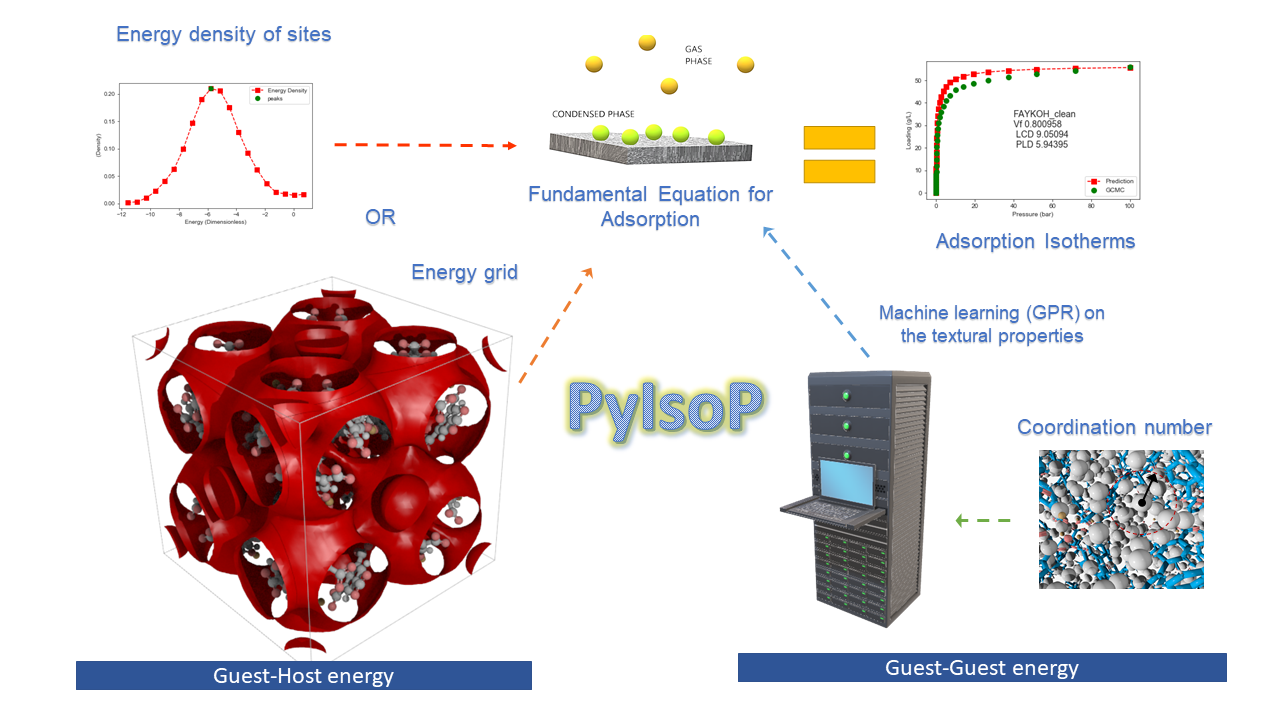 Energy density of sites
0.20
0.15
0.10
0.05
0.00
(Density)
Energy Density
peaks
−12
−10
−8
−6
−4
−2
0
Energy (Dimensionless)
GAS
PHASE
CONDENSED PHASE
Fundamental Equation for
Adsorption
OR
Energy grid
50
40
30
20
10
0
Loading (g/L)
FAYKOH_clean
Vf 0.800958
LCD 9.05094
PLD 5.94395
Prediction
GCMC
0
20
40
60
80
100
Pressure (bar)
Adsorption Isotherms
Machine learning (GPR) on
the textural properties
PyIsoP
Coordination number
Guest-Host energy
Guest-Guest energy